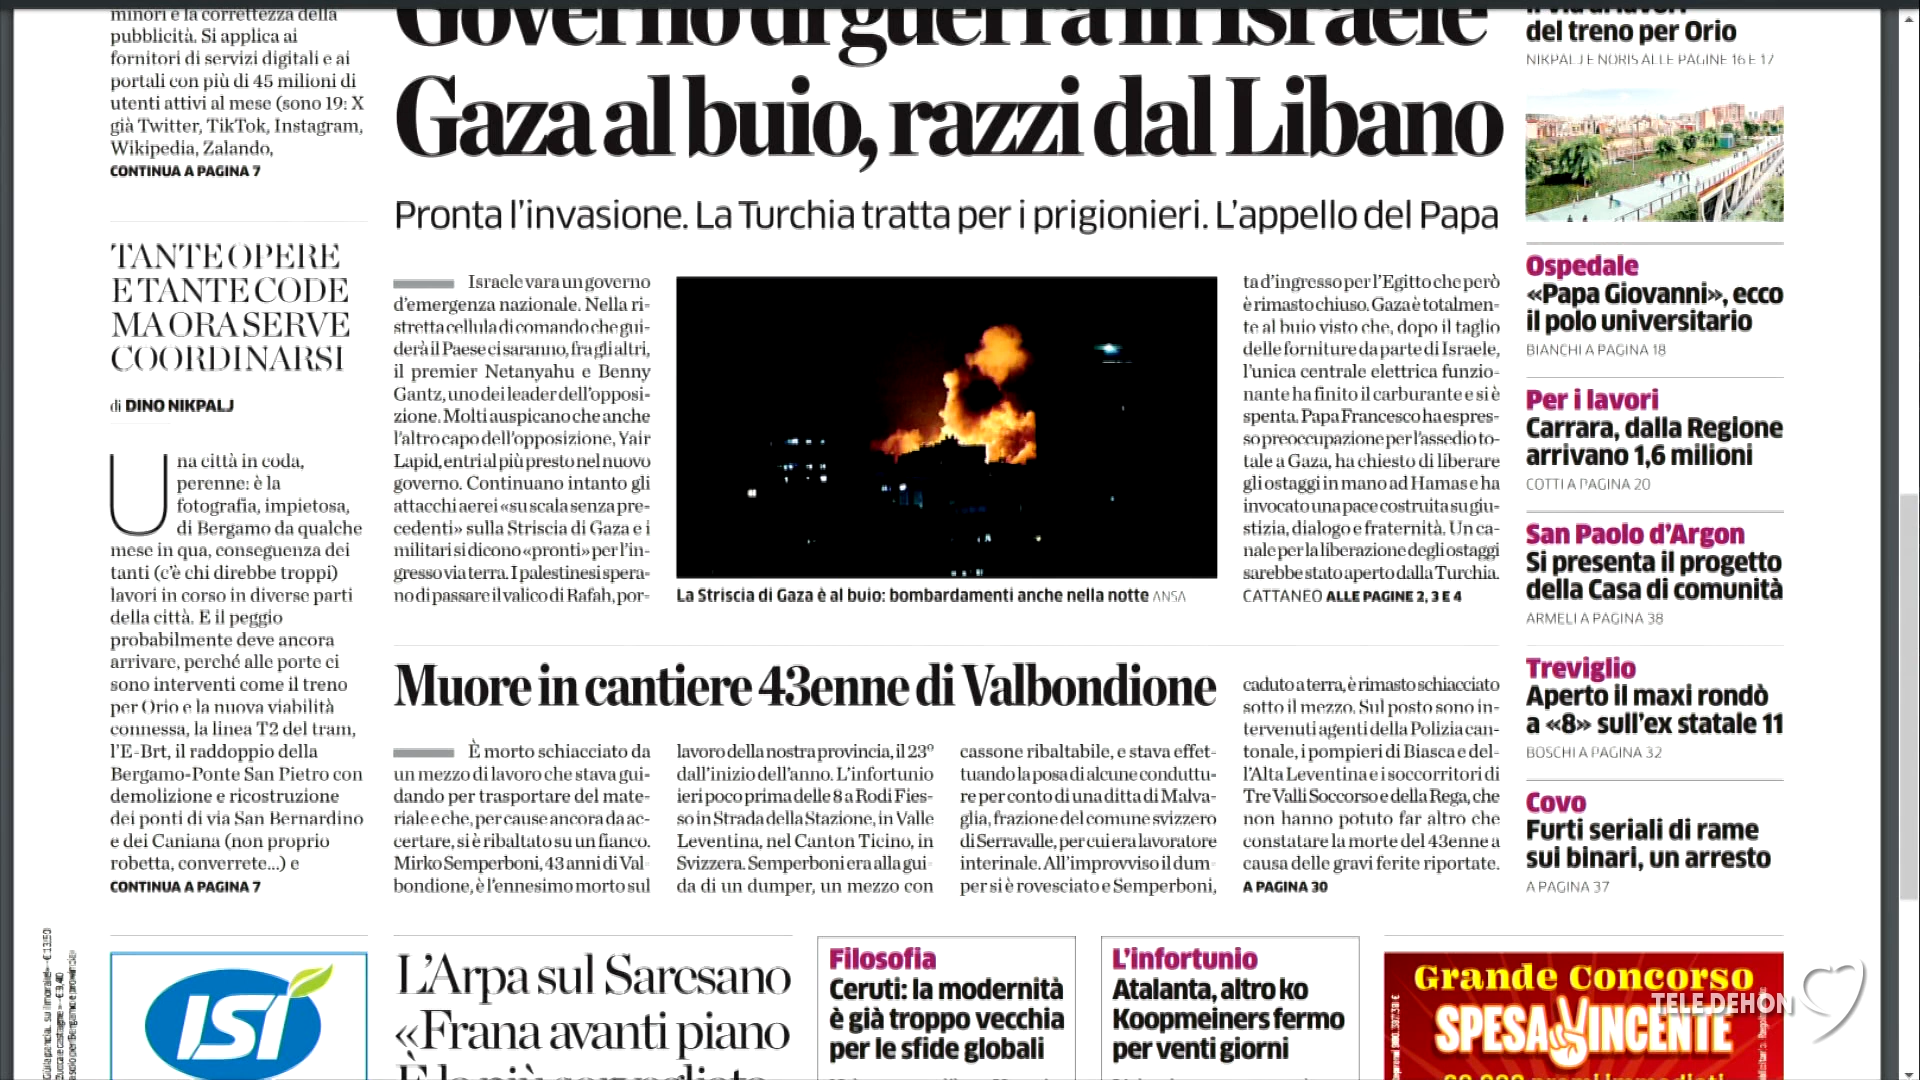 minori e la correttezza della
pubblicità. Si applica ai
fornitori di servizi digitali e ai
portali con più di 45 milioni di
utenti attivi al mese (sono 19: X
già Twitter, TikTok, Instagram,
Wikipedia, Zalando,
CONTINUA A PAGINA 7
TANTE OPERE
E TANTE CODE
MA ORA SERVE
COORDINARSI
di DINO NIKPALJ
Una città in coda,
perenne: è la
fotografia, impietosa,
di Bergamo da qualche
mese in qua, conseguenza dei
tanti (c'è chi direbbe troppi)
lavori in corso in diverse parti
della città. E il peggio
probabilmente deve ancora
arrivare, perché alle porte ci
sono interventi come il treno
per Orio e la nuova viabilità
connessa, la linea T2 del tram,
l'E-Brt, il raddoppio della
Bergamo-Ponte San Pietro con
demolizione e ricostruzione
dei ponti di via San Bernardino
e dei Caniana (non proprio
robetta, converrete...) e
CONTINUA A PAGINA 7
ISI
Governo di guerra in Israele
Gaza al buio, razzi dal Libano
Pronta l'invasione. La Turchia tratta per i prigionieri. L'appello del Papa
Israele vara un governo
d'emergenza nazionale. Nella ri-
stretta cellula di comando che gui-
derà il Paese ci saranno, fra gli altri,
il premier Netanyahu e Benny
Gantz, uno dei leader dell'opposi-
zione. Molti auspicano che anche
l'altro capo dell'opposizione, Yair
Lapid, entri al più presto nel nuovo
governo. Continuano intanto gli
attacchi aerei «su scala senza pre-
cedenti» sulla Striscia di Gaza e i
militari si dicono «pronti» per l'in-
gresso via terra. I palestinesi spera-
no di passare il valico di Rafah, por-
La Striscia di Gaza è al buio: bombardamenti anche nella notte ANSA
ta d'ingresso per l'Egitto che però
è rimasto chiuso. Gaza è totalmen-
te al buio visto che, dopo il taglio
delle forniture da parte di Israele,
l'unica centrale elettrica funzio-
nante ha finito il carburante e si è
spenta. Papa Francesco ha espres-
so preoccupazione per l'assedio to-
tale a Gaza, ha chiesto di liberare
gli ostaggi in mano ad Hamas e ha
invocato una pace costruita su giu-
stizia, dialogo e fraternità. Un ca-
nale per la liberazione degli ostaggi
sarebbe stato aperto dalla Turchia.
CATTANEO ALLE PAGINE 2, 3 E 4
Muore in cantiere 43enne di Valbondione
È morto schiacciato da
un mezzo di lavoro che stava gui-
dando per trasportare del mate-
riale e che, per cause ancora da ac-
certare, si è ribaltato su un fianco.
Mirko Semperboni, 43 anni di Val-
bondione, è l'ennesimo morto sul
lavoro della nostra provincia, il 23°
dall'inizio dell'anno. L'infortunio
ieri poco prima delle 8 a Rodi Fies-
so in Strada della Stazione, in Valle
Leventina, nel Canton Ticino, in
Svizzera. Semperboni era alla gui-
da di un dumper, un mezzo con
cassone ribaltabile, e stava effet-
tuando la posa di alcune conduttu-
re per conto di una ditta di Malva-
glia, frazione del comune svizzero
di Serravalle, per cui era lavoratore
interinale. All'improvviso il dum-
per si è rovesciato e Semperboni,
caduto a terra, è rimasto schiacciato
sotto il mezzo. Sul posto sono in-
tervenuti agenti della Polizia can-
tonale, i pompieri di Biasca e del-
l'Alta Leventina e i soccorritori di
Tre Valli Soccorso e della Rega, che
non hanno potuto far altro che
constatare la morte del 43enne a
causa delle gravi ferite riportate.
A PAGINA 30
L'Arpa sul Saresano
«Frana avanti piano
Filosofia
Ceruti: la modernità
è già troppo vecchia
per le sfide globali
L'infortunio
Atalanta, altro ko
Koopmeiners fermo
per venti giorni
del treno per Orio
NIKPALJ E NORIS ALLE PAGINE 16 E 17
Ospedale
«Papa Giovanni», ecco
il polo universitario
BIANCHI A PAGINA 18
Per i lavori
Carrara, dalla Regione
arrivano 1,6 milioni
COTTI A PAGINA 20
San Paolo d'Argon
Si presenta il progetto
della Casa di comunità
ARMELI A PAGINA 38
Treviglio
Aperto il maxi rondò
a «8» sull'ex statale 11
BOSCHI A PAGINA 32
Covo
Furti seriali di rame
sui binari, un arresto
A PAGINA 37
Grande Concorso
SPESA VINCENTE
TELE DEHON